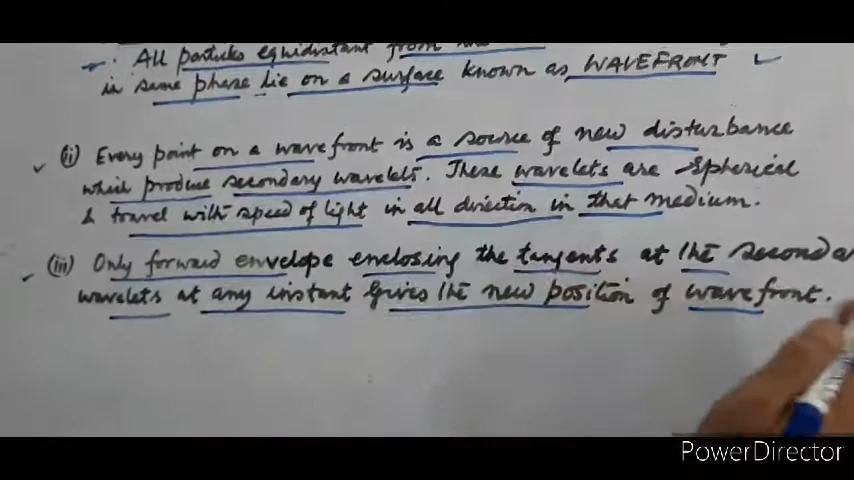 . All particles equidistant from
in same phase lie on a surface known as WAVEFRONT
(ii) Every point on a wavefront is a source of new disturbance
which produce secondary wavelets. These wavelets are spherical
& travel with speed of light in all direction in that medium.
(iii) Only forward envelope enclosing the tangents at the seconda
wavelets at any instant gives the new position of wavefront.
PowerDirector